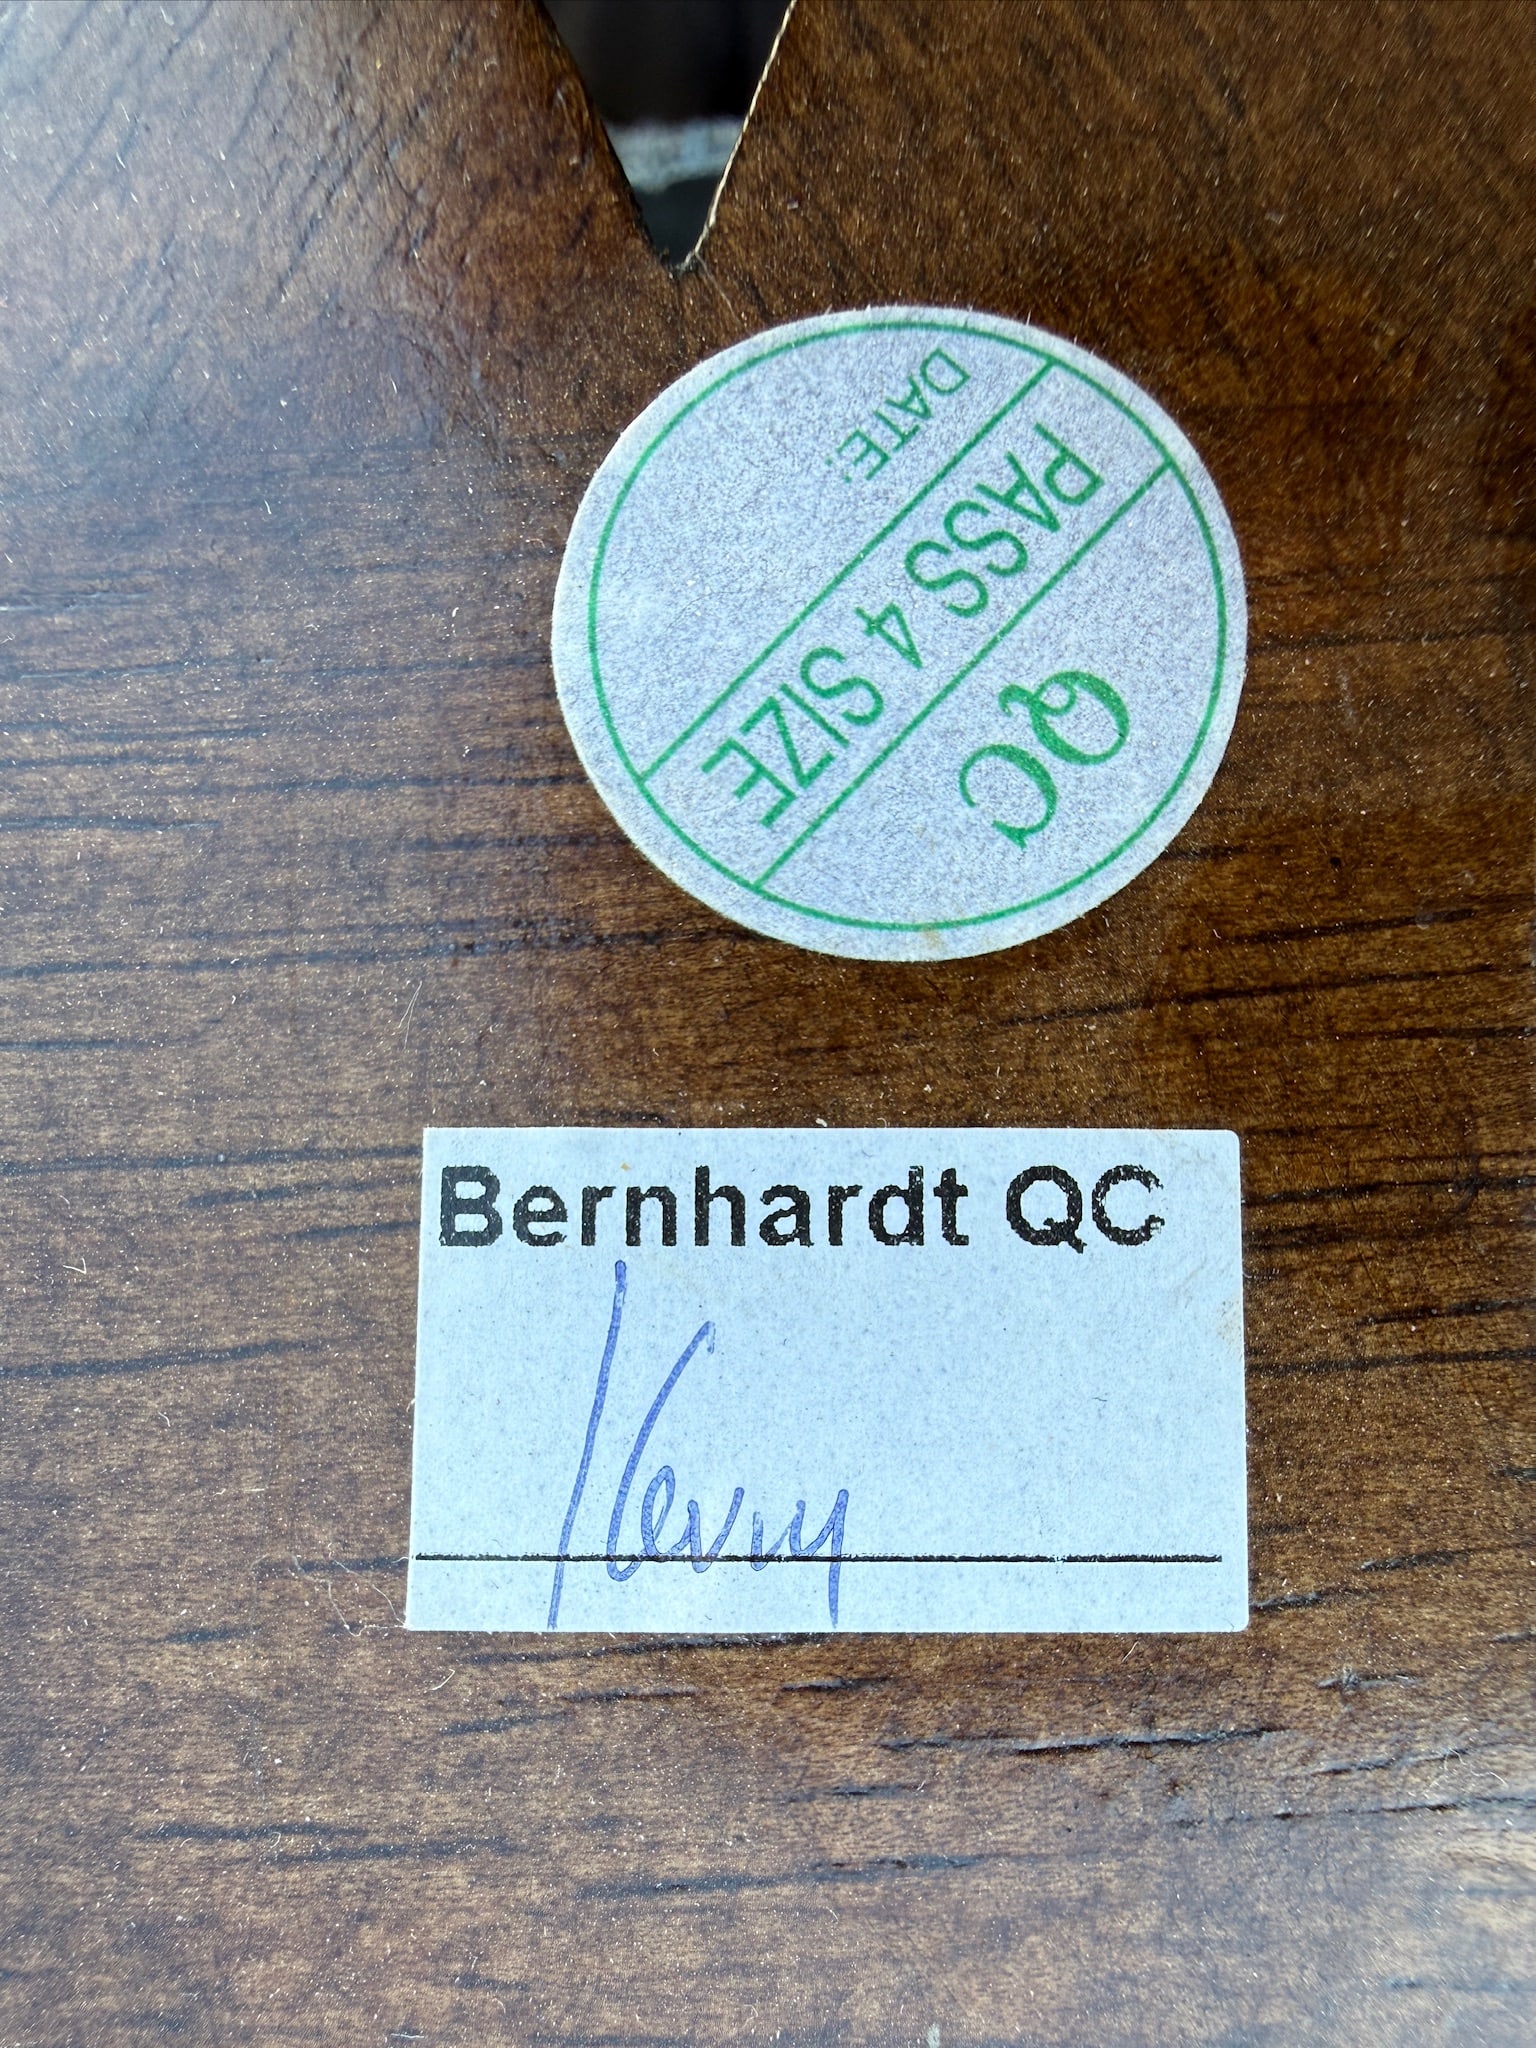 QC
PASS 4 SIZE
DATE:
Bernhardt QC
Kevin